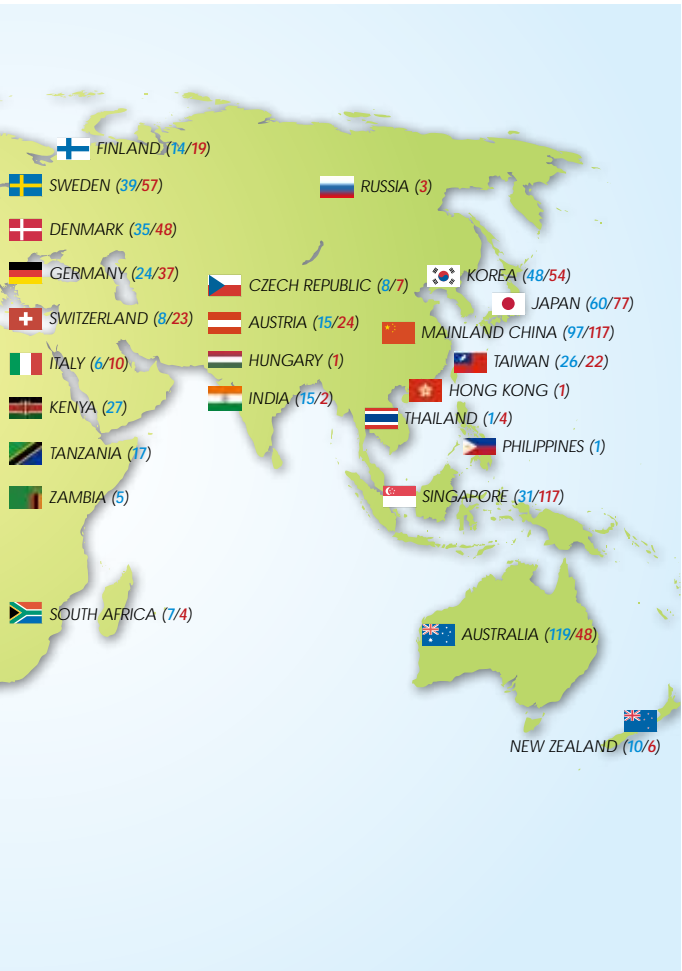 FINLAND (14/19)
SWEDEN (39/57)
RUSSIA (3)
DENMARK (35/48)
GERMANY (24/37)
CZECH REPUBLIC (8/7)
KOREA (48/54)
JAPAN (60/77)
SWITZERLAND (8/23)
AUSTRIA (15/24)
MAINLAND CHINA (97/117)
ITALY (6/10)
HUNGARY (1)
TAIWAN (26/22)
HONG KONG (1)
KENYA (27)
INDIA (15/2)
THAILAND (1/4)
TANZANIA (17)
PHILIPPINES (1)
ZAMBIA (5)
SINGAPORE (31/117)
SOUTH AFRICA (7/4)
AUSTRALIA (119/48)
NEW ZEALAND (10/6)